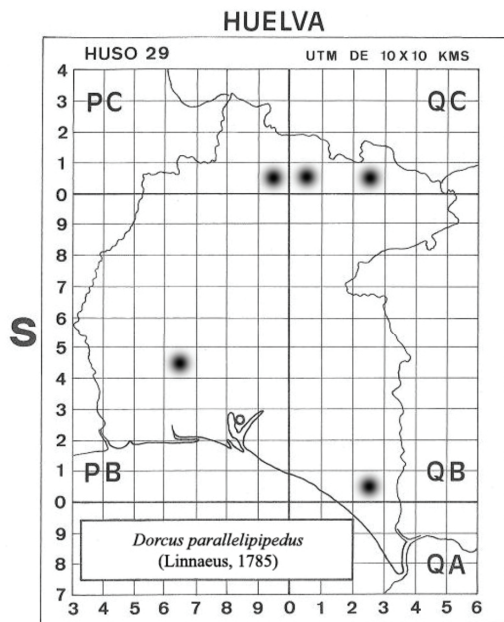 HUELVA
HUSO 29 UTM DE 10 X 10 KMS
4
PC QC
3
2
1
0
9
8
7
6
S
5
4
3
2
PB QB
1
0
9
Dorcus parallelipipedus
(Linnaeus, 1785)
QA
8
7
3 4 5 6 7 8 9 0 1 2 3 4 5 6